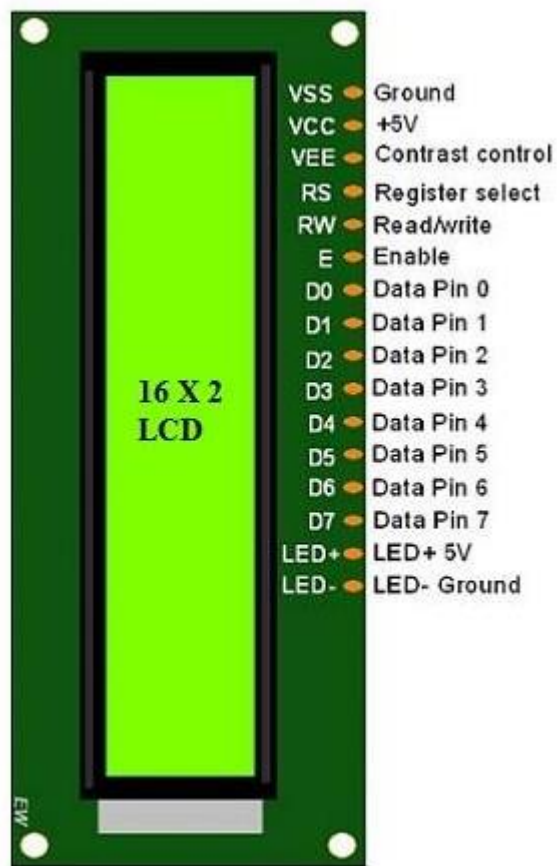 VSS Ground
VCC +5V
VEE Contrast control
RS Register select
RW Read/write
E Enable
D0 Data Pin 0
D1 Data Pin 1
D2 Data Pin 2
D3 Data Pin 3
16 X 2
LCD
D4 Data Pin 4
D5 Data Pin 5
D6 Data Pin 6
D7 Data Pin 7
LED+ LED+ 5V
LED- LED- Ground
EW